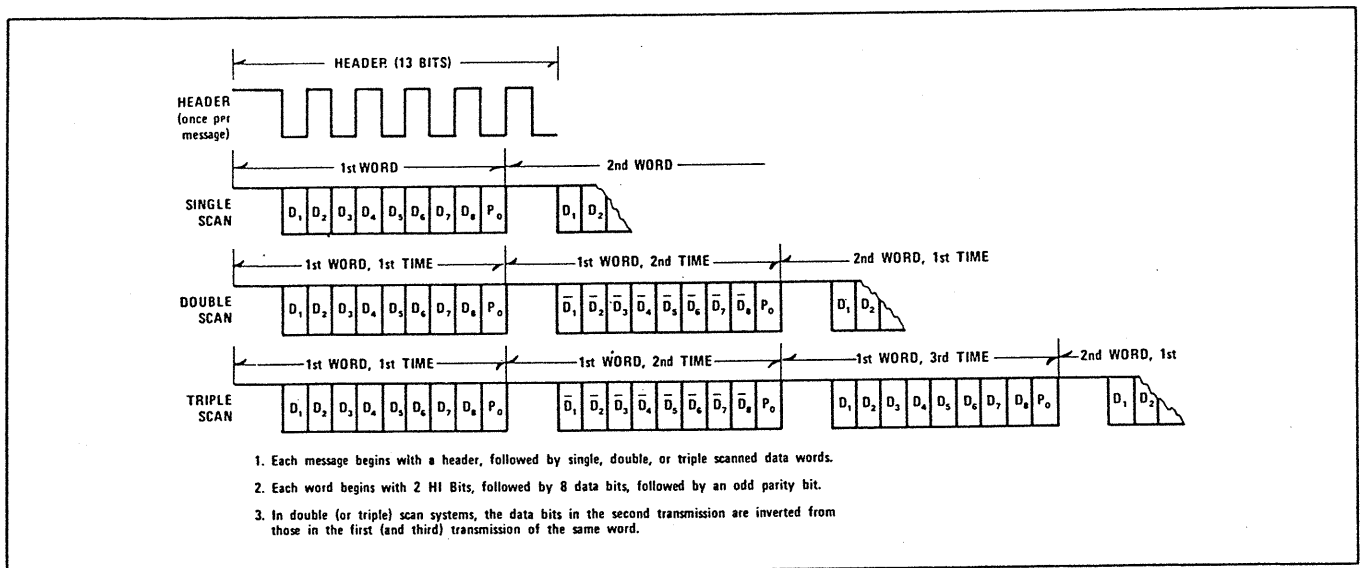 HEADER (13 BITS)
HEADER
(once per
message)
1st WORD
2nd WORD
SINGLE
SCAN
D₁ D₂ D₃ D₄ D₅ D₆ D₇ D₈ P₀
D₁ D₂
1st WORD, 1st TIME
1st WORD, 2nd TIME
2nd WORD, 1st TIME
DOUBLE
SCAN
D₁ D₂ D₃ D₄ D₅ D₆ D₇ D₈ P₀
D̅₁ D̅₂ D̅₃ D̅₄ D̅₅ D̅₆ D̅₇ D̅₈ P₀
D₁ D₂
1st WORD, 1st TIME
1st WORD, 2nd TIME
1st WORD, 3rd TIME
2nd WORD, 1st
TRIPLE
SCAN
D₁ D₂ D₃ D₄ D₅ D₆ D₇ D₈ P₀
D̅₁ D̅₂ D̅₃ D̅₄ D̅₅ D̅₆ D̅₇ D̅₈ P₀
D₁ D₂ D₃ D₄ D₅ D₆ D₇ D₈ P₀
D₁ D₂
1. Each message begins with a header, followed by single, double, or triple scanned data words.
2. Each word begins with 2 HI Bits, followed by 8 data bits, followed by an odd parity bit.
3. In double (or triple) scan systems, the data bits in the second transmission are inverted from
those in the first (and third) transmission of the same word.